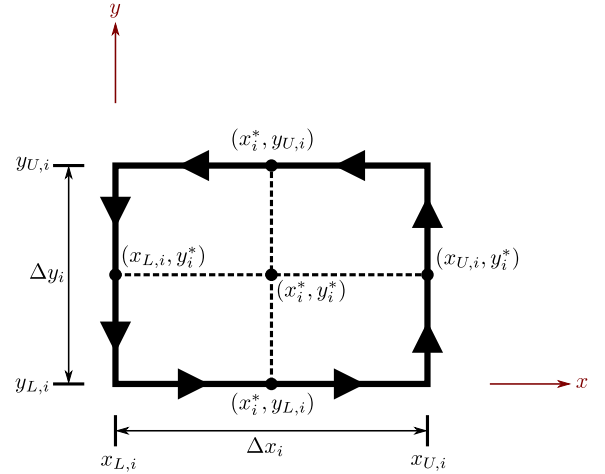 y
(x_i^*, y_{U,i})
y_{U,i}
(x_{L,i}, y_i^*)
(x_{U,i}, y_i^*)
Δy_i
(x_i^*, y_i^*)
y_{L,i}
x
(x_i^*, y_{L,i})
Δx_i
x_{L,i}
x_{U,i}